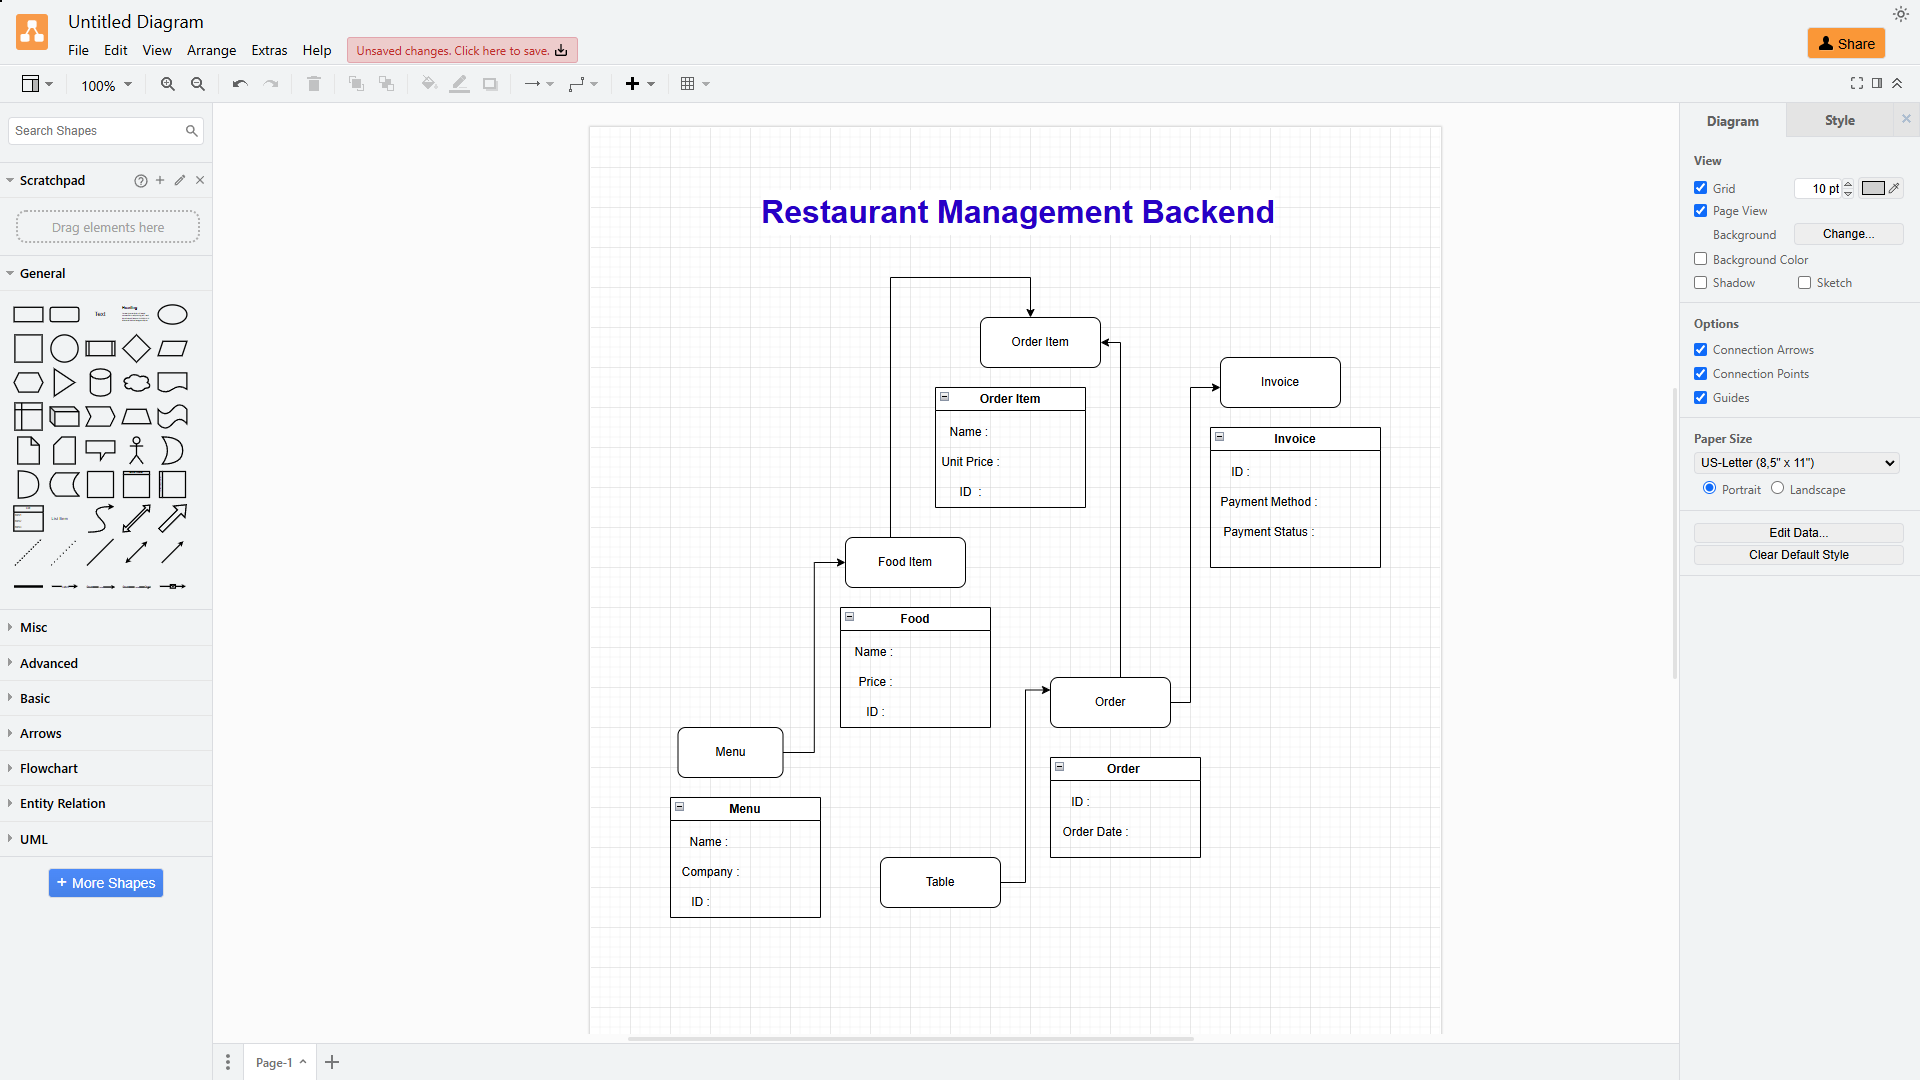 Untitled Diagram
File Edit View Arrange Extras Help Unsaved changes. Click here to save.
Share
100%
Search Shapes
Scratchpad
Drag elements here
General
Text
Heading
List Item
Misc
Advanced
Basic
Arrows
Flowchart
Entity Relation
UML
+ More Shapes
Restaurant Management Backend
Order Item
Order Item
Name :
Unit Price :
ID :
Invoice
Invoice
ID :
Payment Method :
Payment Status :
Food Item
Food
Name :
Price :
ID :
Menu
Menu
Name :
Company :
ID :
Order
Order
ID :
Order Date :
Table
Page-1
Diagram Style
View
Grid 10 pt
Page View
Background Change...
Background Color
Shadow Sketch
Options
Connection Arrows
Connection Points
Guides
Paper Size
US-Letter (8,5" x 11")
Portrait Landscape
Edit Data...
Clear Default Style